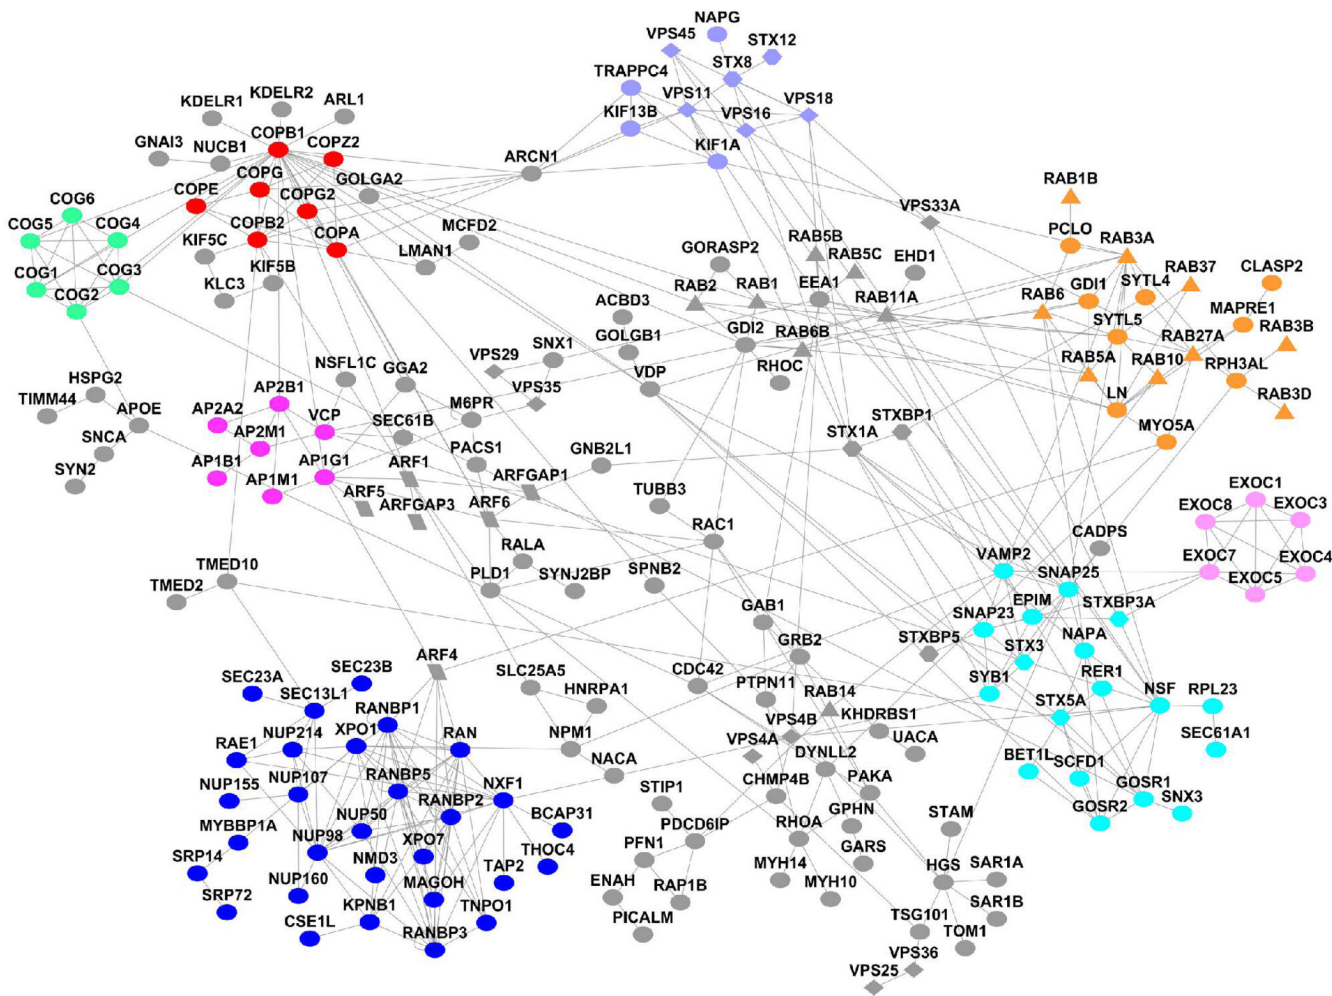 NAPG
VPS45
STX12
STX8
TRAPPC4
VPS11
VPS16
VPS18
KIF13B
KIF1A
KDELR1
KDELR2
ARL1
COPB1
GNAI3
NUCB1
COPZ2
COPG
GOLGA2
ARCN1
COPE
COPG2
COPB2
COPA
COG6
COG5
COG4
COG1
COG3
COG2
KIF5C
KIF5B
KLC3
MCFD2
LMAN1
RAB1B
VPS33A
PCLO
RAB3A
RAB5B
RAB5C
EHD1
GORASP2
RAB2
RAB1
EEA1
RAB11A
RAB6
GDI1
SYTL4
RAB37
CLASP2
MAPRE1
SYTL5
RAB27A
RAB3B
ACBD3
GOLGB1
GDI2
RAB6B
RHOC
RAB5A
RAB10
RPH3AL
RAB3D
LN
MYO5A
NSFL1C
GGA2
VPS29
SNX1
VPS35
VDP
HSPG2
TIMM44
APOE
SNCA
SYN2
AP2B1
AP2A2
VCP
AP2M1
AP1B1
AP1G1
AP1M1
M6PR
SEC61B
PACS1
GNB2L1
STXBP1
STX1A
ARF1
ARF5
ARFGAP3
ARFGAP1
ARF6
TUBB3
RAC1
EXOC1
EXOC8
EXOC3
EXOC7
EXOC4
EXOC5
CADPS
VAMP2
SNAP25
TMED10
TMED2
RALA
PLD1
SYNJ2BP
SPNB2
GAB1
EPIM
STXBP3A
SNAP23
STXBP5
STX3
NAPA
SYB1
RER1
STX5A
NSF
RPL23
SEC61A1
ARF4
SLC25A5
HNRPA1
CDC42
GRB2
PTPN11
RAB14
VPS4B
KHDRBS1
UACA
VPS4A
DYNLL2
BET1L
SCFD1
GOSR1
SNX3
GOSR2
SEC23A
SEC23B
SEC13L1
RANBP1
XPO1
RAN
RAE1
NUP214
NPM1
NACA
NUP107
RANBP5
NXF1
NUP155
RANBP2
NUP50
BCAP31
MYBBP1A
NUP98
XPO7
THOC4
SRP14
NMD3
TAP2
SRP72
NUP160
MAGOH
CSE1L
KPNB1
TNPO1
RANBP3
STIP1
PFN1
PDCD6IP
ENAH
RAP1B
PICALM
CHMP4B
PAKA
RHOA
GPHN
MYH14
GARS
MYH10
STAM
HGS
SAR1A
SAR1B
TSG101
TOM1
VPS36
VPS25